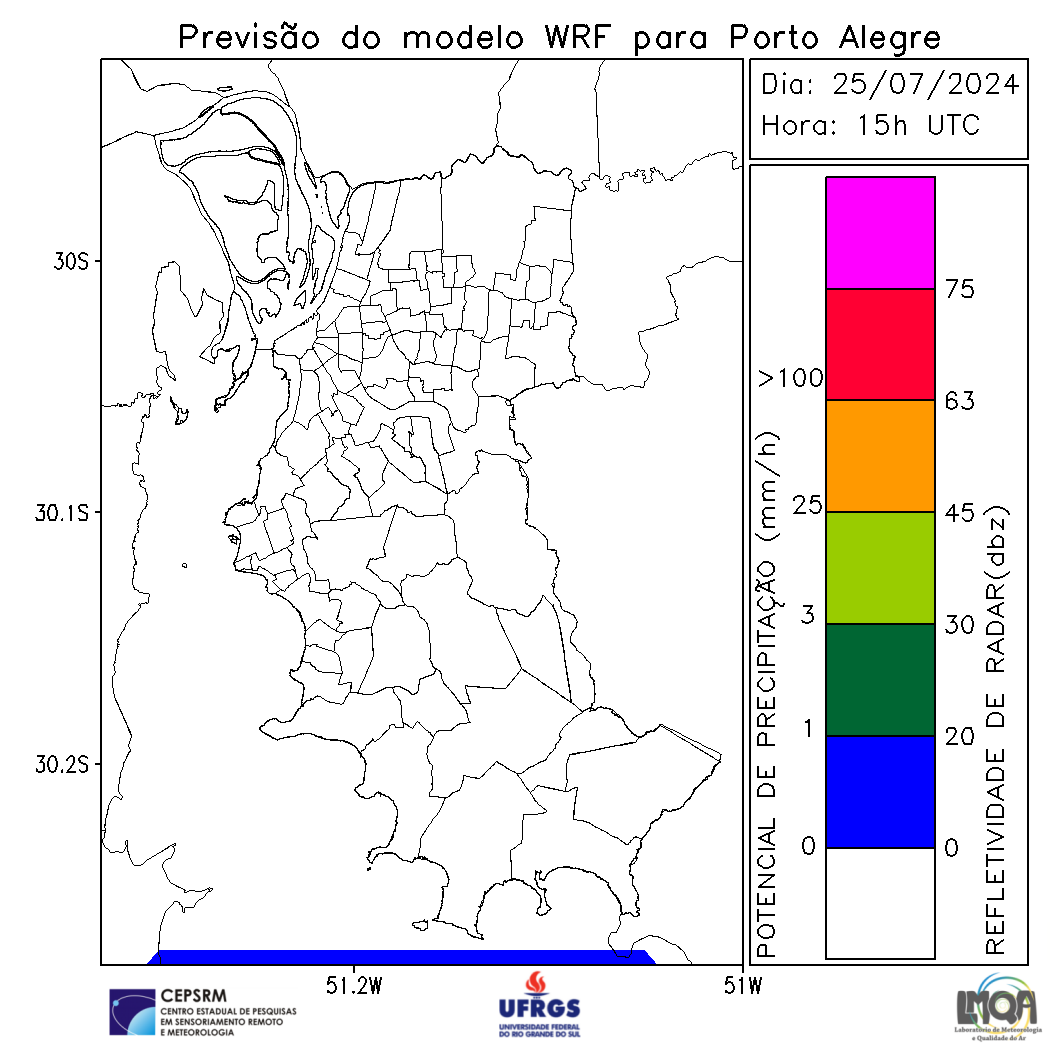 Previsão do modelo WRF para Porto Alegre
Dia: 25/07/2024
Hora: 15h UTC
30S
30.1S
30.2S
51.2W
51W
POTENCIAL DE PRECIPITAÇÃO (mm/h)
>100
25
3
1
0
75
63
45
30
20
0
REFLETIVIDADE DE RADAR(dbz)
CEPSRM
CENTRO ESTADUAL DE PESQUISAS
EM SENSORIAMENTO REMOTO
E METEOROLOGIA
UFRGS
UNIVERSIDADE FEDERAL
DO RIO GRANDE DO SUL
LMQA
Laboratório de Meteorologia
e Qualidade do Ar